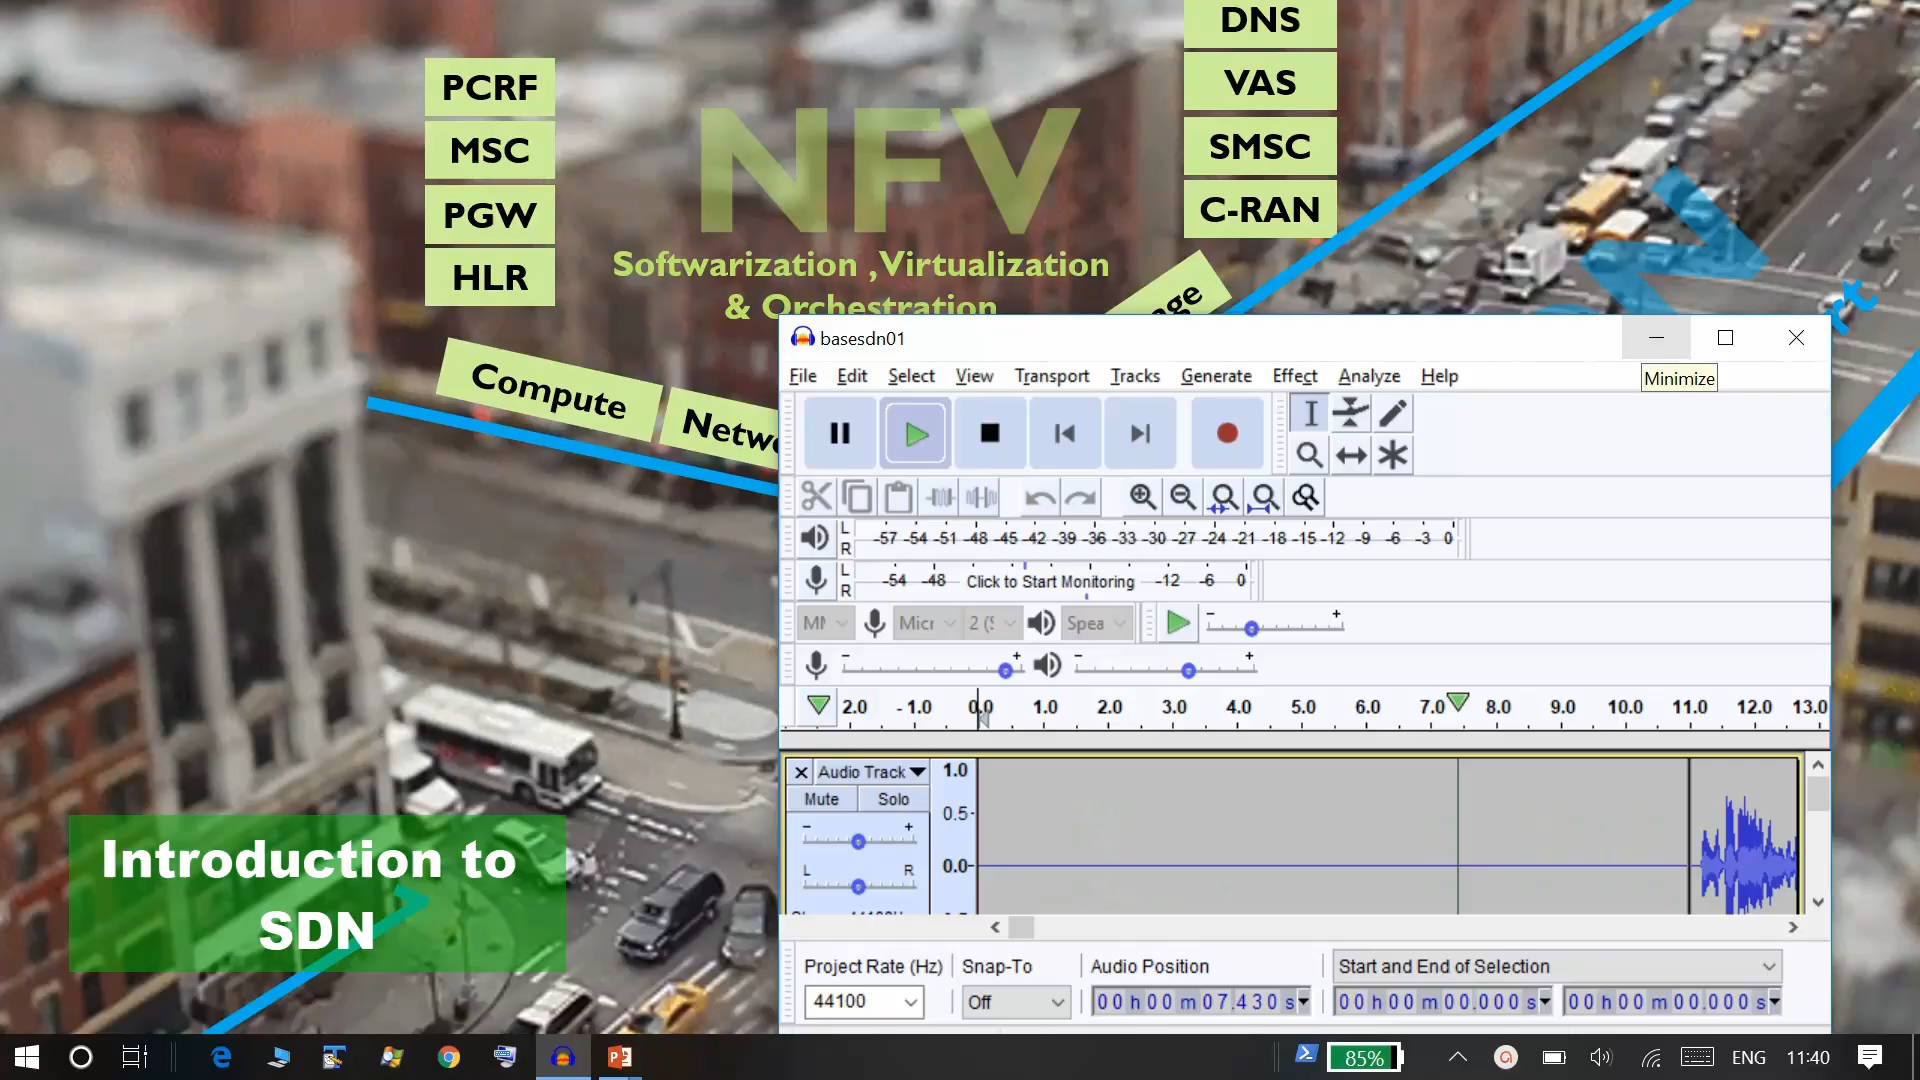 DNS
PCRF
VAS
MSC
NFV
SMSC
PGW
C-RAN
Softwarization ,Virtualization
HLR
& Orchestration
Compute
basesdn01
File Edit Select View Transport Tracks Generate Effect Analyze Help
Minimize
L
R
-57 -54 -51 -48 -45 -42 -39 -36 -33 -30 -27 -24 -21 -18 -15 -12 -9 -6 -3 0
L
R
-54 -48 Click to Start Monitoring -12 -6 0
Micr 2 (S Spea
- +
- + - +
2.0 -1.0 0.0 1.0 2.0 3.0 4.0 5.0 6.0 7.0 8.0 9.0 10.0 11.0 12.0 13.0
Audio Track 1.0
Mute Solo
0.5-
- +
0.0-
L R
Introduction to
SDN
Project Rate (Hz) Snap-To Audio Position Start and End of Selection
44100 Off 00 h 00 m 07.430 s 00 h 00 m 00.000 s 00 h 00 m 00.000 s
85% ENG 11:40